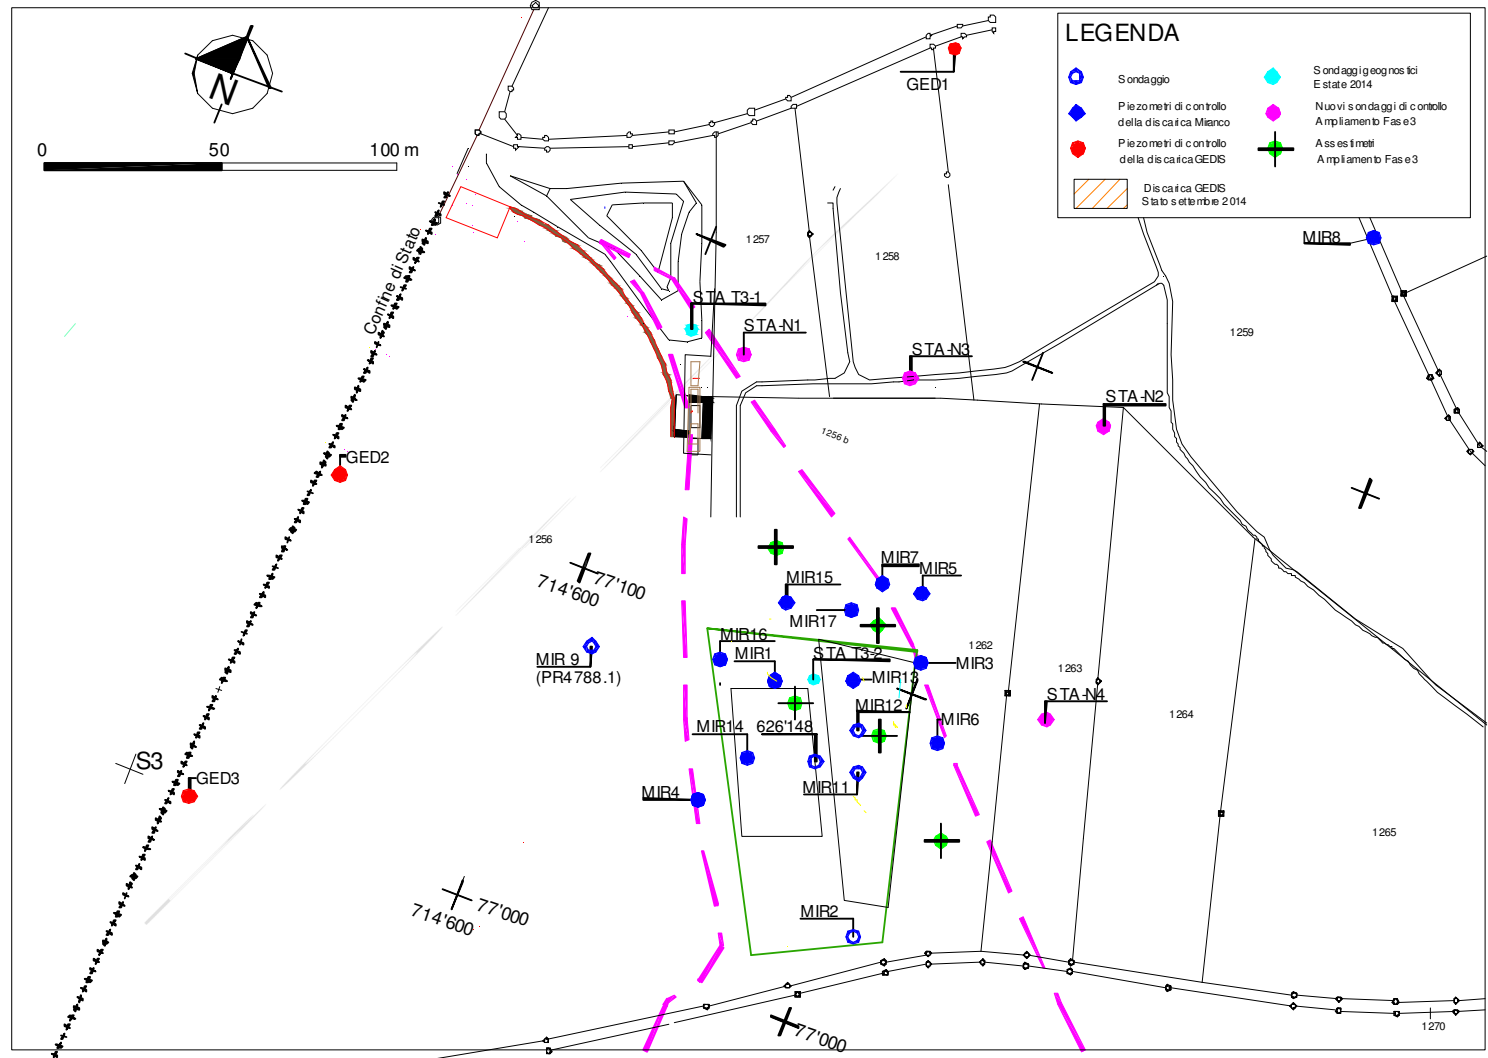 LEGENDA
Sondaggio
Piezometri di controllo
della discarica Miranco
Piezometri di controllo
della discarica GEDIS
Discarica GEDIS
Stato settembre 2014
Sondaggi geognostici
Estate 2014
Nuovi sondaggi di controllo
Ampliamento Fase 3
Assestimetri
Ampliamento Fase 3
N
0 50 100 m
Confine di Stato
GED1
MIR8
1257
1258
1259
STA T3-1
STA-N1
STA-N3
STA-N2
1256 b
GED2
1256
77'100
714'600
MIR7
MIR5
MIR15
MIR17
MIR16
MIR1
STA T3-2
MIR13
MIR3
1262
1263
1264
MIR 9
(PR4788.1)
MIR12
STA-N4
MIR14
626'148
MIR6
S3
GED3
MIR4
MIR11
1265
77'000
714'600
MIR2
77'000
1270